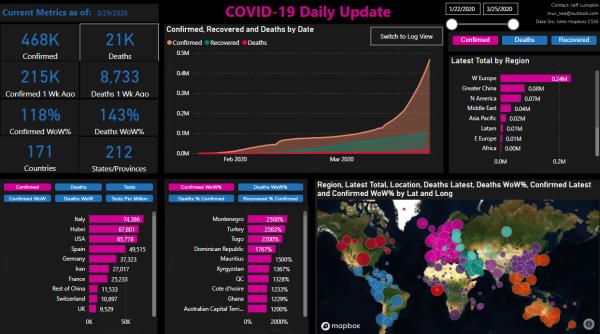 Current Metrics as of: 3/25/2020
COVID-19 Daily Update
1/22/2020 3/25/2020
Contact: Jeff Lumpkin
muc_sea@outlook.com
Data Src: John Hopkins CSSE
468K
Confirmed
21K
Deaths
215K
Confirmed 1 Wk Ago
8,733
Deaths 1 Wk Ago
118%
Confirmed WoW%
143%
Deaths WoW%
171
Countries
212
States/Provinces
Confirmed, Recovered and Deaths by Date
Confirmed Recovered Deaths
Switch to Log View
0.5M
0.4M
0.3M
0.2M
0.1M
0.0M
Feb 2020 Mar 2020
Confirmed Deaths Recovered
Latest Total by Region
W Europe 0.24M
Greater China 0.08M
N America 0.07M
Middle East 0.04M
Asia Pacific 0.02M
Latam 0.01M
E Europe 0.01M
Africa 0.00M
0.0M 0.2M
Confirmed Deaths Tests
Confirmed WoW Deaths WoW Tests Per Million
Italy 74,386
Hubei 67,801
USA 65,778
Spain 49,515
Germany 37,323
Iran 27,017
France 25,233
Rest of China 11,533
Switzerland 10,897
UK 9,529
0K 50K
Confirmed WoW% Deaths WoW%
Deaths % Confirmed Recovered % Confirmed
Montenegro 2500%
Turkey 2383%
Togo 2200%
Dominican Republic 1767%
Mauritius 1500%
Kyrgyzstan 1367%
QC 1328%
Cote d'Ivoire 1233%
Ghana 1229%
Australian Capital Terri... 1200%
0% 2000%
Region, Latest Total, Location, Deaths Latest, Deaths WoW%, Confirmed Latest
and Confirmed WoW% by Lat and Long
mapbox